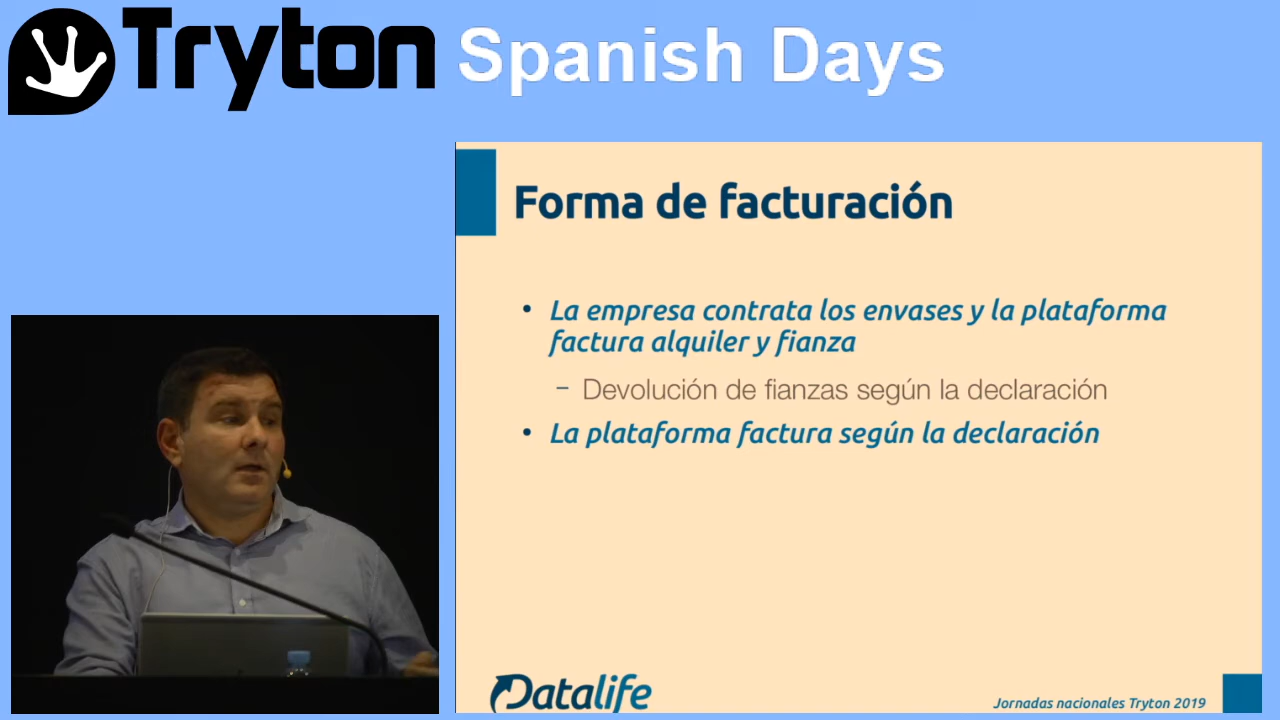 Tryton Spanish Days
Forma de facturación
• La empresa contrata los envases y la plataforma
factura alquiler y fianza
– Devolución de fianzas según la declaración
• La plataforma factura según la declaración
Datalife
Jornadas nacionales Tryton 2019